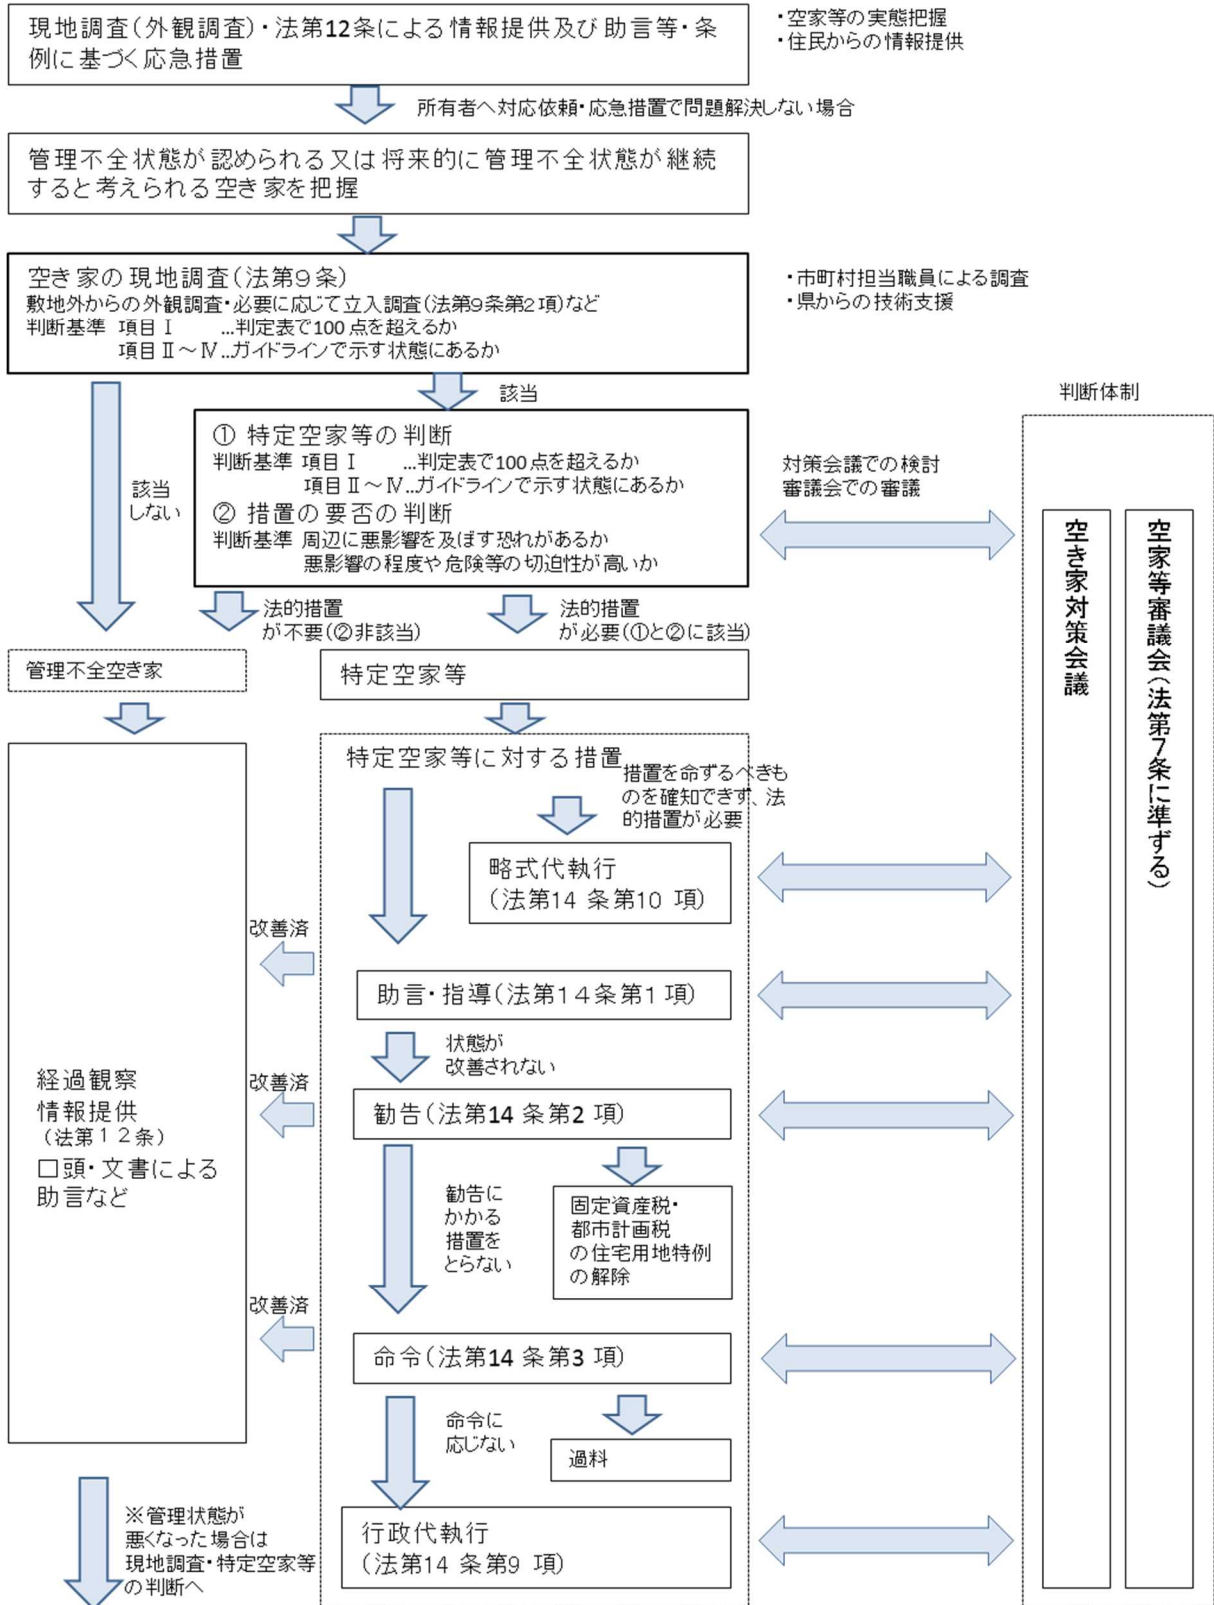 現地調査(外観調査)・法第12条による情報提供及び助言等・条
例に基づく応急措置
・空家等の実態把握
・住民からの情報提供
所有者へ対応依頼・応急措置で問題解決しない場合
管理不全状態が認められる又は将来的に管理不全状態が継続
すると考えられる空き家を把握
空き家の現地調査(法第9条)
敷地外からの外観調査・必要に応じて立入調査(法第9条第2項)など
判断基準 項目Ⅰ …判定表で100点を超えるか
項目Ⅱ～Ⅳ…ガイドラインで示す状態にあるか
・市町村担当職員による調査
・県からの技術支援
該当
該当
しない
① 特定空家等の判断
判断基準 項目Ⅰ …判定表で100点を超えるか
項目Ⅱ～Ⅳ…ガイドラインで示す状態にあるか
② 措置の要否の判断
判断基準 周辺に悪影響を及ぼす恐れがあるか
悪影響の程度や危険等の切迫性が高いか
対策会議での検討
審議会での審議
判断体制
空き家対策会議
空家等審議会(法第7条に準ずる)
法的措置
が不要(②非該当)
法的措置
が必要(①と②に該当)
管理不全空き家
特定空家等
特定空家等に対する措置
措置を命ずるべきも
のを確知できず、法
的措置が必要
略式代執行
(法第14 条第10 項)
改善済
助言・指導(法第14条第1 項)
状態が
改善されない
改善済
勧告(法第14 条第2 項)
経過観察
情報提供
(法第12条)
口頭・文書による
助言など
勧告に
かかる
措置を
とらない
固定資産税・
都市計画税
の住宅用地特例
の解除
改善済
命令(法第14 条第3 項)
命令に
応じない
過料
行政代執行
(法第14 条第9 項)
※管理状態が
悪くなった場合は
現地調査・特定空家等
の判断へ